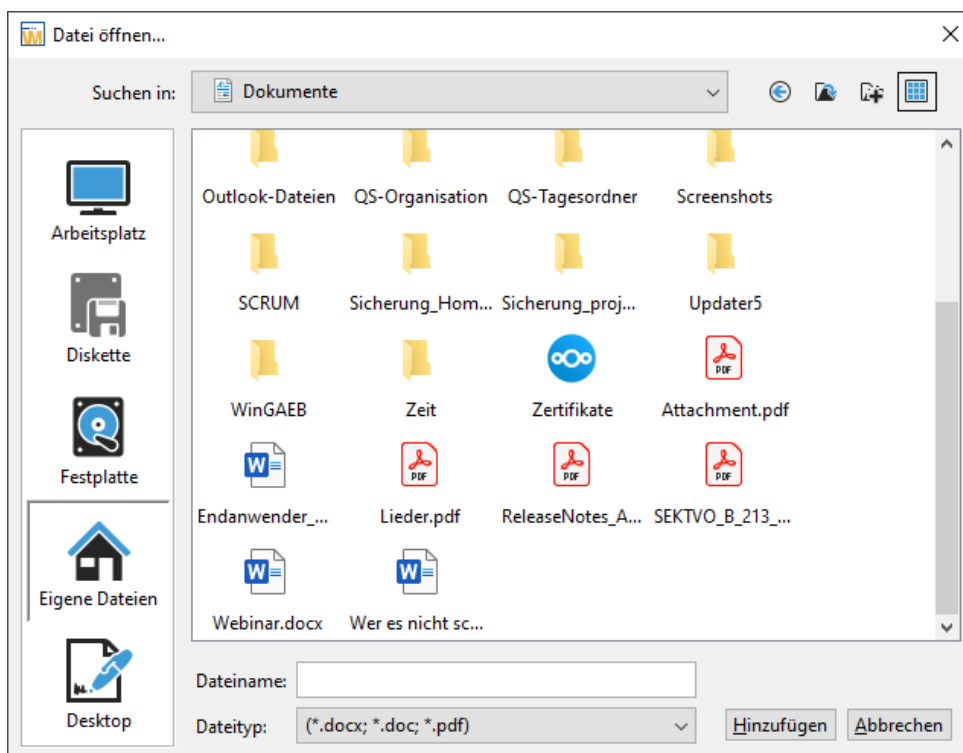 Datei öffnen...
Suchen in: Dokumente
Arbeitsplatz
Diskette
Festplatte
Eigene Dateien
Desktop
Outlook-Dateien QS-Organisation QS-Tagesordner Screenshots
SCRUM Sicherung_Hom... Sicherung_proj... Updater5
WinGAEB Zeit Zertifikate Attachment.pdf
Endanwender_... Lieder.pdf ReleaseNotes_A... SEKTVO_B_213_...
Webinar.docx Wer es nicht sc...
Dateiname:
Dateityp: (*.docx; *.doc; *.pdf) Hinzufügen Abbrechen